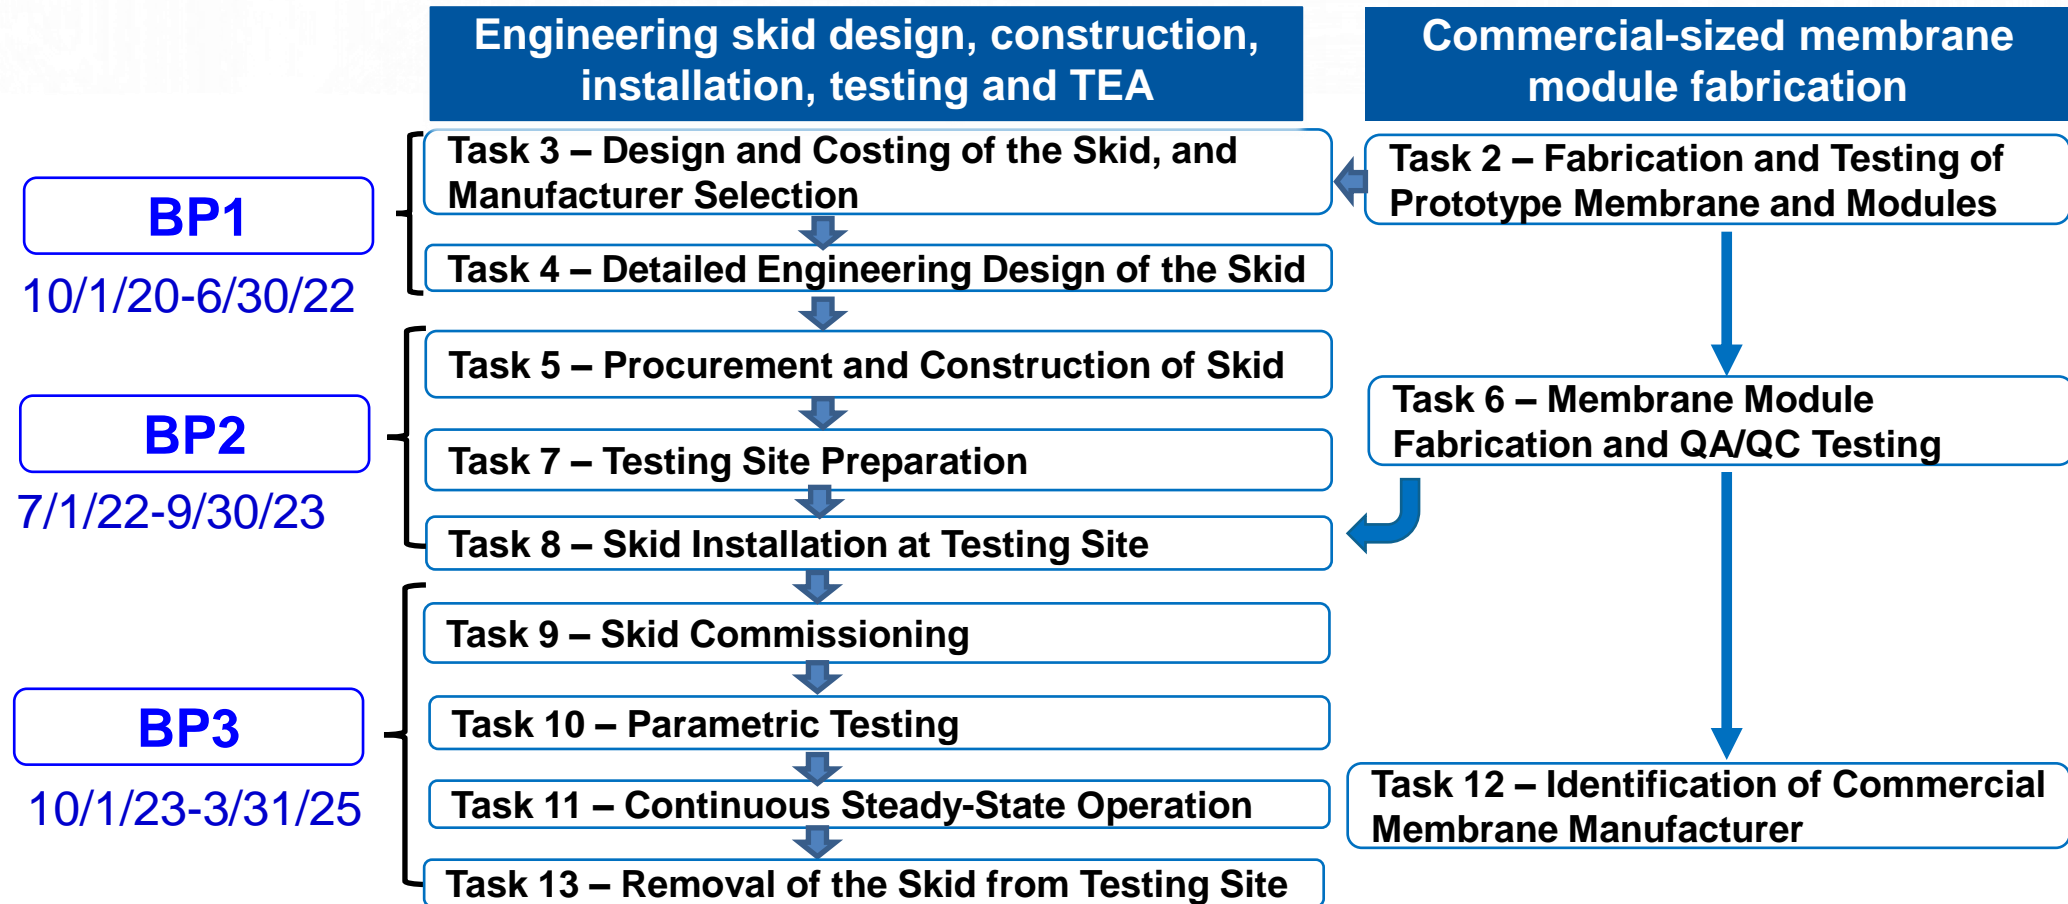 Engineering skid design, construction,
installation, testing and TEA
Commercial-sized membrane
module fabrication
BP1
10/1/20-6/30/22
Task 3 – Design and Costing of the Skid, and
Manufacturer Selection
Task 2 – Fabrication and Testing of
Prototype Membrane and Modules
Task 4 – Detailed Engineering Design of the Skid
BP2
7/1/22-9/30/23
Task 5 – Procurement and Construction of Skid
Task 6 – Membrane Module
Fabrication and QA/QC Testing
Task 7 – Testing Site Preparation
Task 8 – Skid Installation at Testing Site
BP3
10/1/23-3/31/25
Task 9 – Skid Commissioning
Task 10 – Parametric Testing
Task 11 – Continuous Steady-State Operation
Task 12 – Identification of Commercial
Membrane Manufacturer
Task 13 – Removal of the Skid from Testing Site